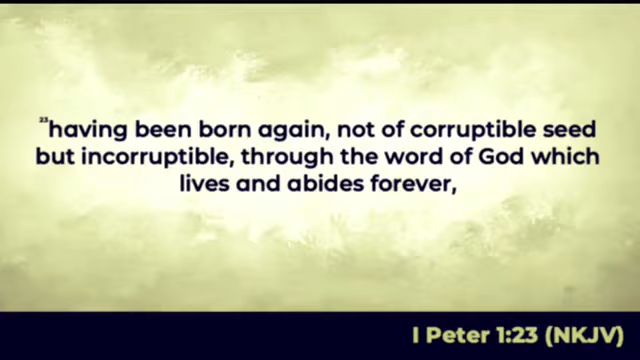 23having been born again, not of corruptible seed
but incorruptible, through the word of God which
lives and abides forever,
I Peter 1:23 (NKJV)